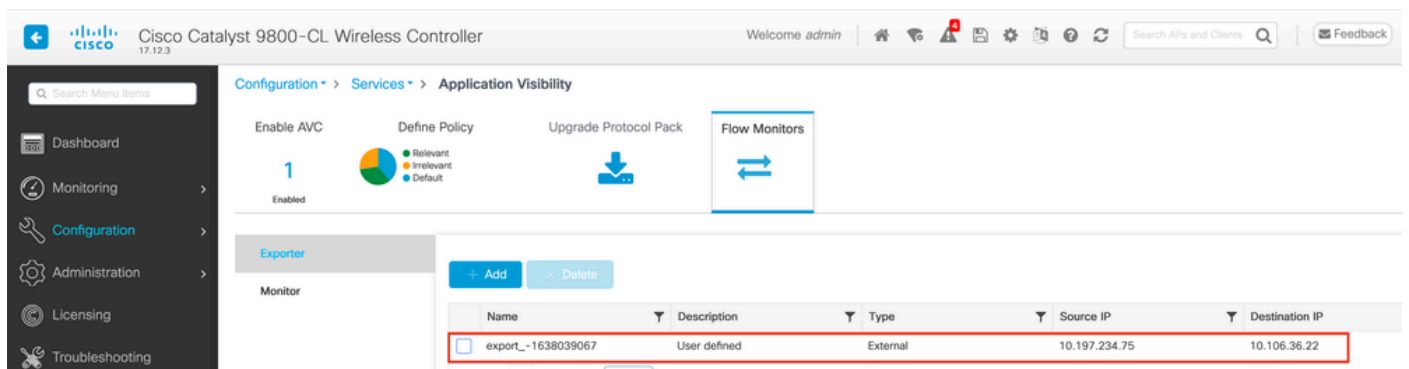 CISCO
Cisco Catalyst 9800-CL Wireless Controller
17.12.3
Welcome admin
4
Search APs and Clients
Feedback
Search Menu Items
Dashboard
Monitoring
Configuration
Administration
Licensing
Troubleshooting
Configuration > Services > Application Visibility
Enable AVC
1
Enabled
Define Policy
Relevant
Irrelevant
Default
Upgrade Protocol Pack
Flow Monitors
Exporter
Monitor
+ Add
× Delete
Name Description Type Source IP Destination IP
export_-1638039067 User defined External 10.197.234.75 10.106.36.22